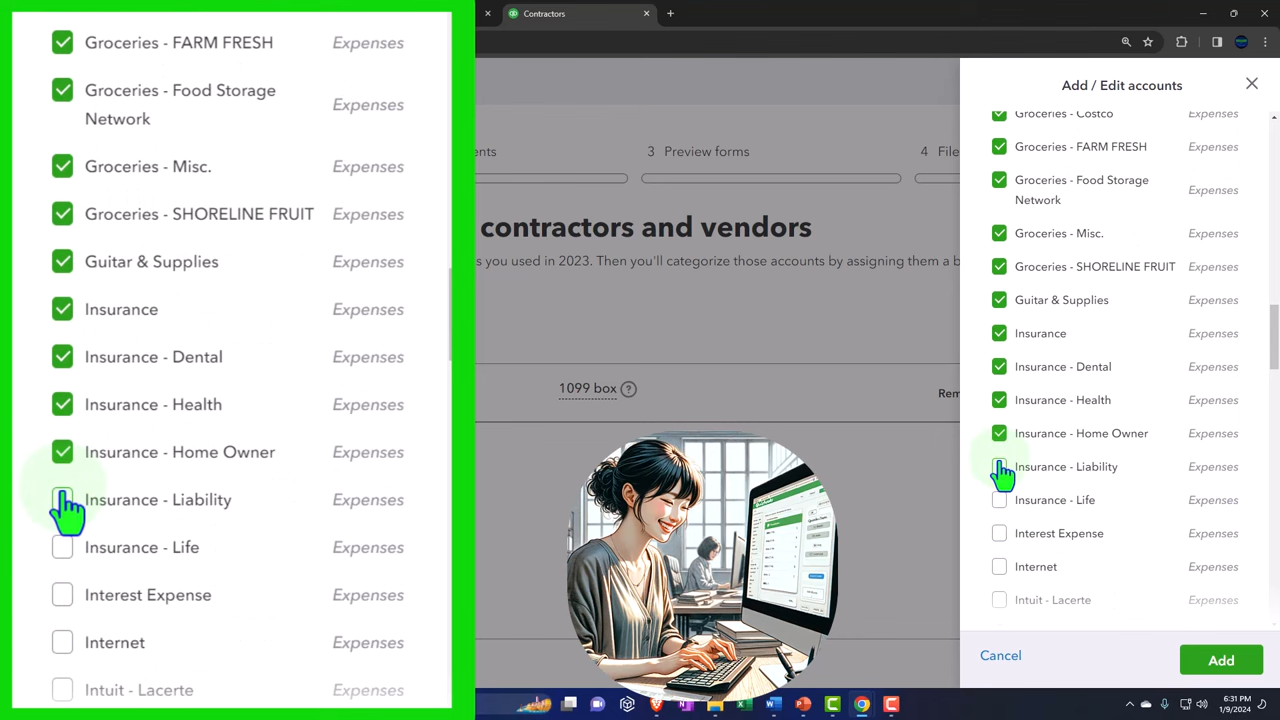 Groceries - FARM FRESH Expenses
Groceries - Food Storage
Network
Expenses
Groceries - Misc. Expenses
Groceries - SHORELINE FRUIT Expenses
Guitar & Supplies Expenses
Insurance Expenses
Insurance - Dental Expenses
Insurance - Health Expenses
Insurance - Home Owner Expenses
Insurance - Liability Expenses
Insurance - Life Expenses
Interest Expense Expenses
Internet Expenses
Intuit - Lacerte Expenses
Contractors
ents
3 Preview forms
4 File
contractors and vendors
s you used in 2023. Then you'll categorize those accounts by assigning them a b
1099 box
Rem
Add / Edit accounts
Groceries - Costco Expenses
Groceries - FARM FRESH Expenses
Groceries - Food Storage
Network
Expenses
Groceries - Misc. Expenses
Groceries - SHORELINE FRUIT Expenses
Guitar & Supplies Expenses
Insurance Expenses
Insurance - Dental Expenses
Insurance - Health Expenses
Insurance - Home Owner Expenses
Insurance - Liability Expenses
Insurance - Life Expenses
Interest Expense Expenses
Internet Expenses
Intuit - Lacerte Expenses
Cancel
Add
6:31 PM
1/9/2024